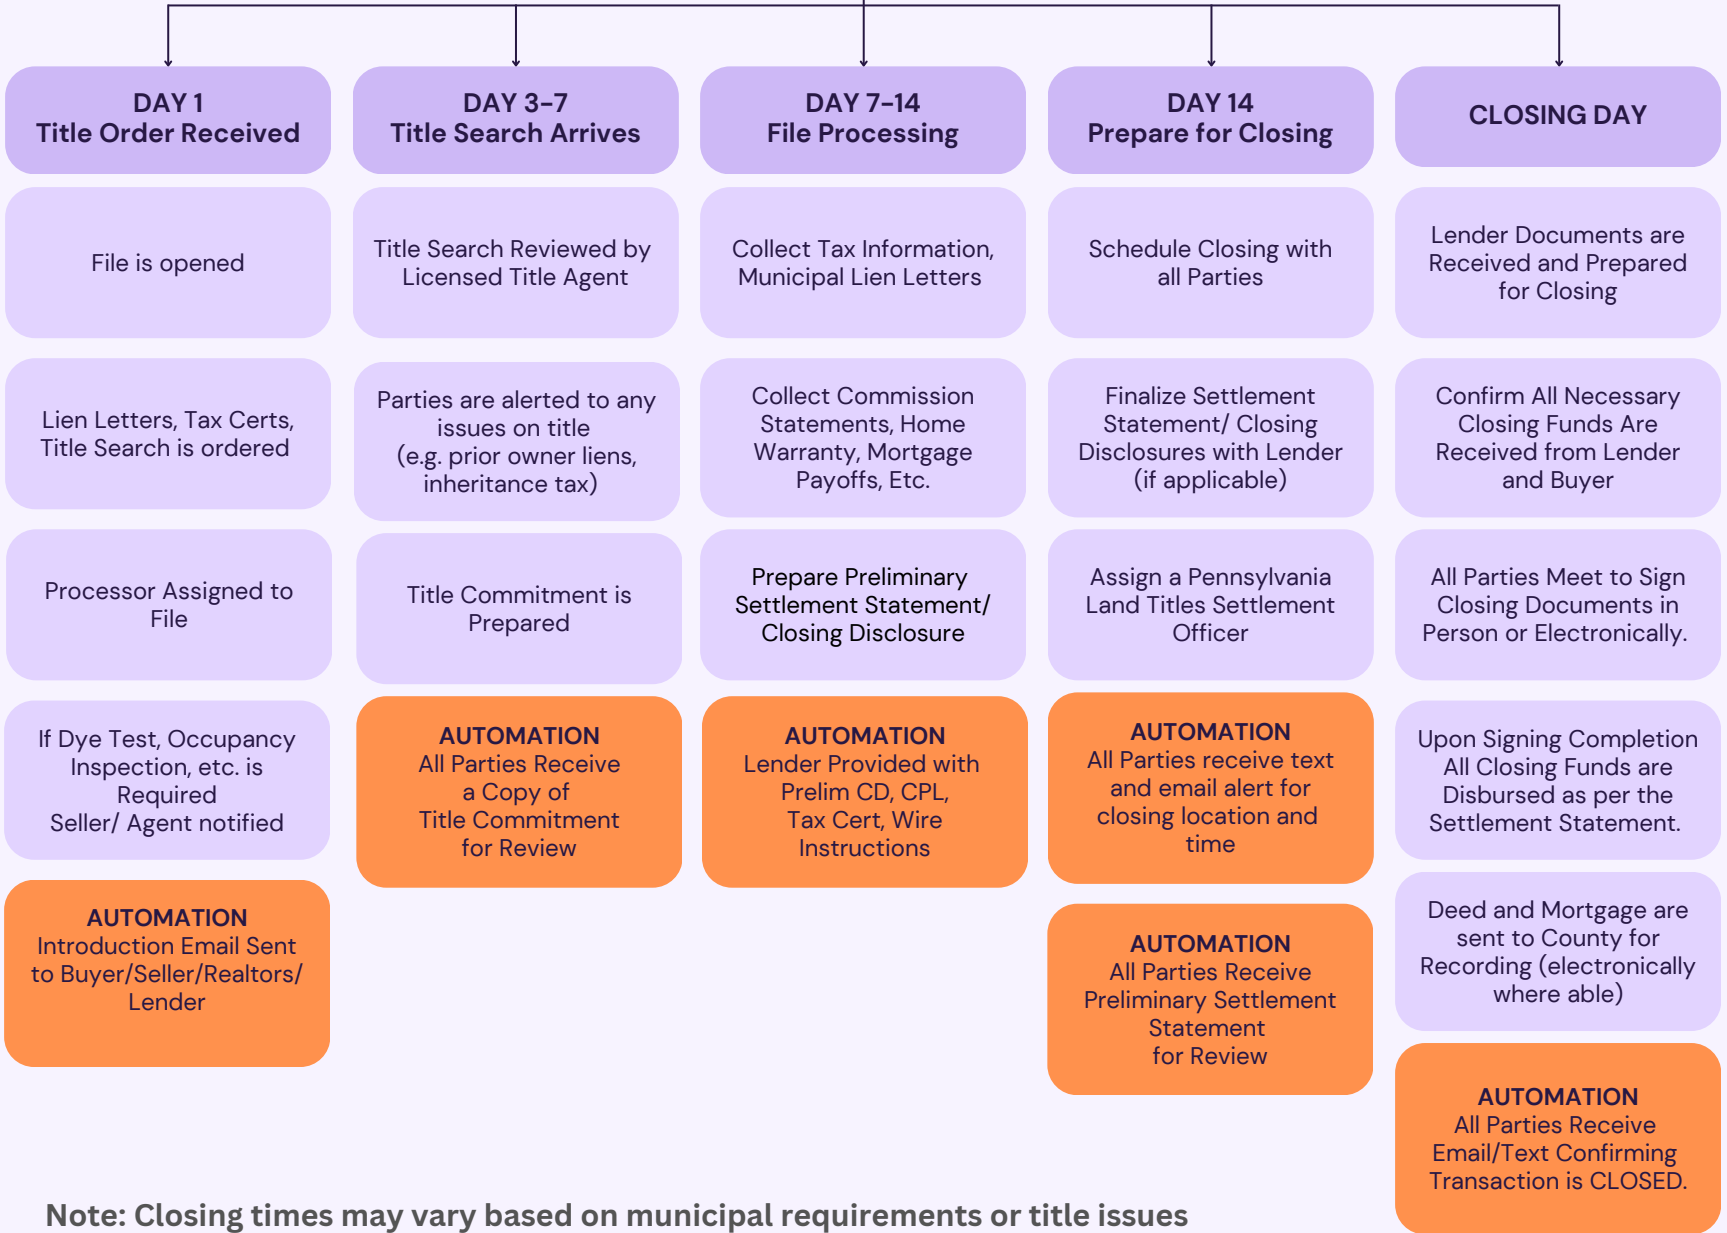 DAY 1
Title Order Received
File is opened
Lien Letters, Tax Certs,
Title Search is ordered
Processor Assigned to
File
If Dye Test, Occupancy
Inspection, etc. is
Required
Seller/ Agent notified
AUTOMATION
Introduction Email Sent
to Buyer/Seller/Realtors/
Lender
DAY 3-7
Title Search Arrives
Title Search Reviewed by
Licensed Title Agent
Parties are alerted to any
issues on title
(e.g. prior owner liens,
inheritance tax)
Title Commitment is
Prepared
AUTOMATION
All Parties Receive
a Copy of
Title Commitment
for Review
DAY 7-14
File Processing
Collect Tax Information,
Municipal Lien Letters
Collect Commission
Statements, Home
Warranty, Mortgage
Payoffs, Etc.
Prepare Preliminary
Settlement Statement/
Closing Disclosure
AUTOMATION
Lender Provided with
Prelim CD, CPL,
Tax Cert, Wire
Instructions
DAY 14
Prepare for Closing
Schedule Closing with
all Parties
Finalize Settlement
Statement/ Closing
Disclosures with Lender
(if applicable)
Assign a Pennsylvania
Land Titles Settlement
Officer
AUTOMATION
All Parties receive text
and email alert for
closing location and
time
AUTOMATION
All Parties Receive
Preliminary Settlement
Statement
for Review
CLOSING DAY
Lender Documents are
Received and Prepared
for Closing
Confirm All Necessary
Closing Funds Are
Received from Lender
and Buyer
All Parties Meet to Sign
Closing Documents in
Person or Electronically.
Upon Signing Completion
All Closing Funds are
Disbursed as per the
Settlement Statement.
Deed and Mortgage are
sent to County for
Recording (electronically
where able)
AUTOMATION
All Parties Receive
Email/Text Confirming
Transaction is CLOSED.
Note: Closing times may vary based on municipal requirements or title issues